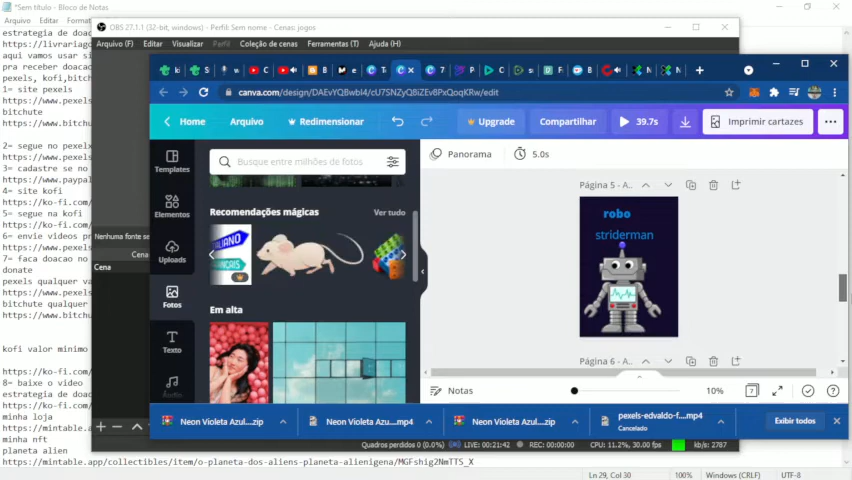 *Sem título - Bloco de Notas
Arquivo Editar Format
estrategia de doaca
https://livrariago
aqui vamos usar si
pra receber doacao
pexels, kofi,bitchute
1= site pexels
https://www.pexels
bitchute
https://www.bitchu
2= segue no pexelx
https://www.pexels
3= cadastre se no
https://www.paypal
4= site kofi
https://ko-fi.com/
5= segue na kofi
https://ko-fi.com/
6= envie videos pr
https://www.pexels
7= faca doacao no
donate
pexels qualquer va
https://www.pexels
bitchute qualquer
https://www.bitchu
kofi valor minimo
https://ko-fi.com/
8= baixe o video
estrategia de doaca
https://ko-fi.com/
minha loja
https://mintable.a
minha nft
planeta alien
https://mintable.app/collectibles/item/o-planeta-dos-aliens-planeta-alienigena/MGFshig2NmTTS_X
OBS 27.1.1 (32-bit, windows) - Perfil: Sem nome - Cenas: jogos
Arquivo (F) Editar Visualizar Perfil Coleção de cenas Ferramentas (T) Ajuda (H)
Nenhuma fonte se
Cena
Cena
canva.com/design/DAEvYQBwbI4/cU7SNZyQBiZEv8PxQoqKRw/edit
Home Arquivo Redimensionar Upgrade Compartilhar 39.7s Imprimir cartazes
Templates
Elementos
Uploads
Fotos
Texto
Áudio
Busque entre milhões de fotos
Recomendações mágicas Ver tudo
ALIANO
Em alta
Panorama 5.0s
Página 5 - A..
robo
striderman
Página 6 - A..
Notas 10% 7
Neon Violeta Azul....zip
Neon Violeta Azu....mp4
Neon Violeta Azul....zip
pexels-edvaldo-f....mp4
Cancelado
Exibir todos
Quadros perdidos 0 (0.0%) LIVE: 00:21:42 REC: 00:00:00 CPU: 11.2%, 30.00 fps kb/s: 2787
Ln 29, Col 30 100% Windows (CRLF) UTF-8